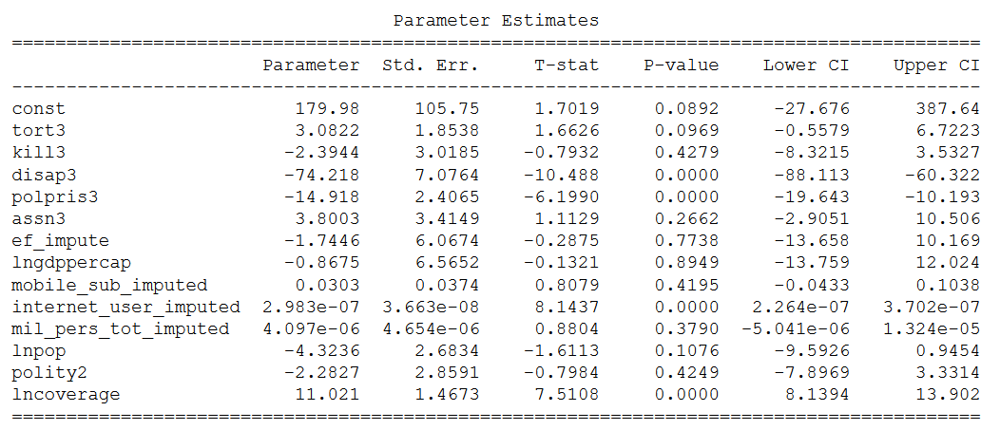 Parameter Estimates
==========================================================================================
Parameter Std. Err. T-stat P-value Lower CI Upper CI
------------------------------------------------------------------------------------------
const 179.98 105.75 1.7019 0.0892 -27.676 387.64
tort3 3.0822 1.8538 1.6626 0.0969 -0.5579 6.7223
kill3 -2.3944 3.0185 -0.7932 0.4279 -8.3215 3.5327
disap3 -74.218 7.0764 -10.488 0.0000 -88.113 -60.322
polpris3 -14.918 2.4065 -6.1990 0.0000 -19.643 -10.193
assn3 3.8003 3.4149 1.1129 0.2662 -2.9051 10.506
ef_impute -1.7446 6.0674 -0.2875 0.7738 -13.658 10.169
lngdppercap -0.8675 6.5652 -0.1321 0.8949 -13.759 12.024
mobile_sub_imputed 0.0303 0.0374 0.8079 0.4195 -0.0433 0.1038
internet_user_imputed 2.983e-07 3.663e-08 8.1437 0.0000 2.264e-07 3.702e-07
mil_pers_tot_imputed 4.097e-06 4.654e-06 0.8804 0.3790 -5.041e-06 1.324e-05
lnpop -4.3236 2.6834 -1.6113 0.1076 -9.5926 0.9454
polity2 -2.2827 2.8591 -0.7984 0.4249 -7.8969 3.3314
lncoverage 11.021 1.4673 7.5108 0.0000 8.1394 13.902
==========================================================================================